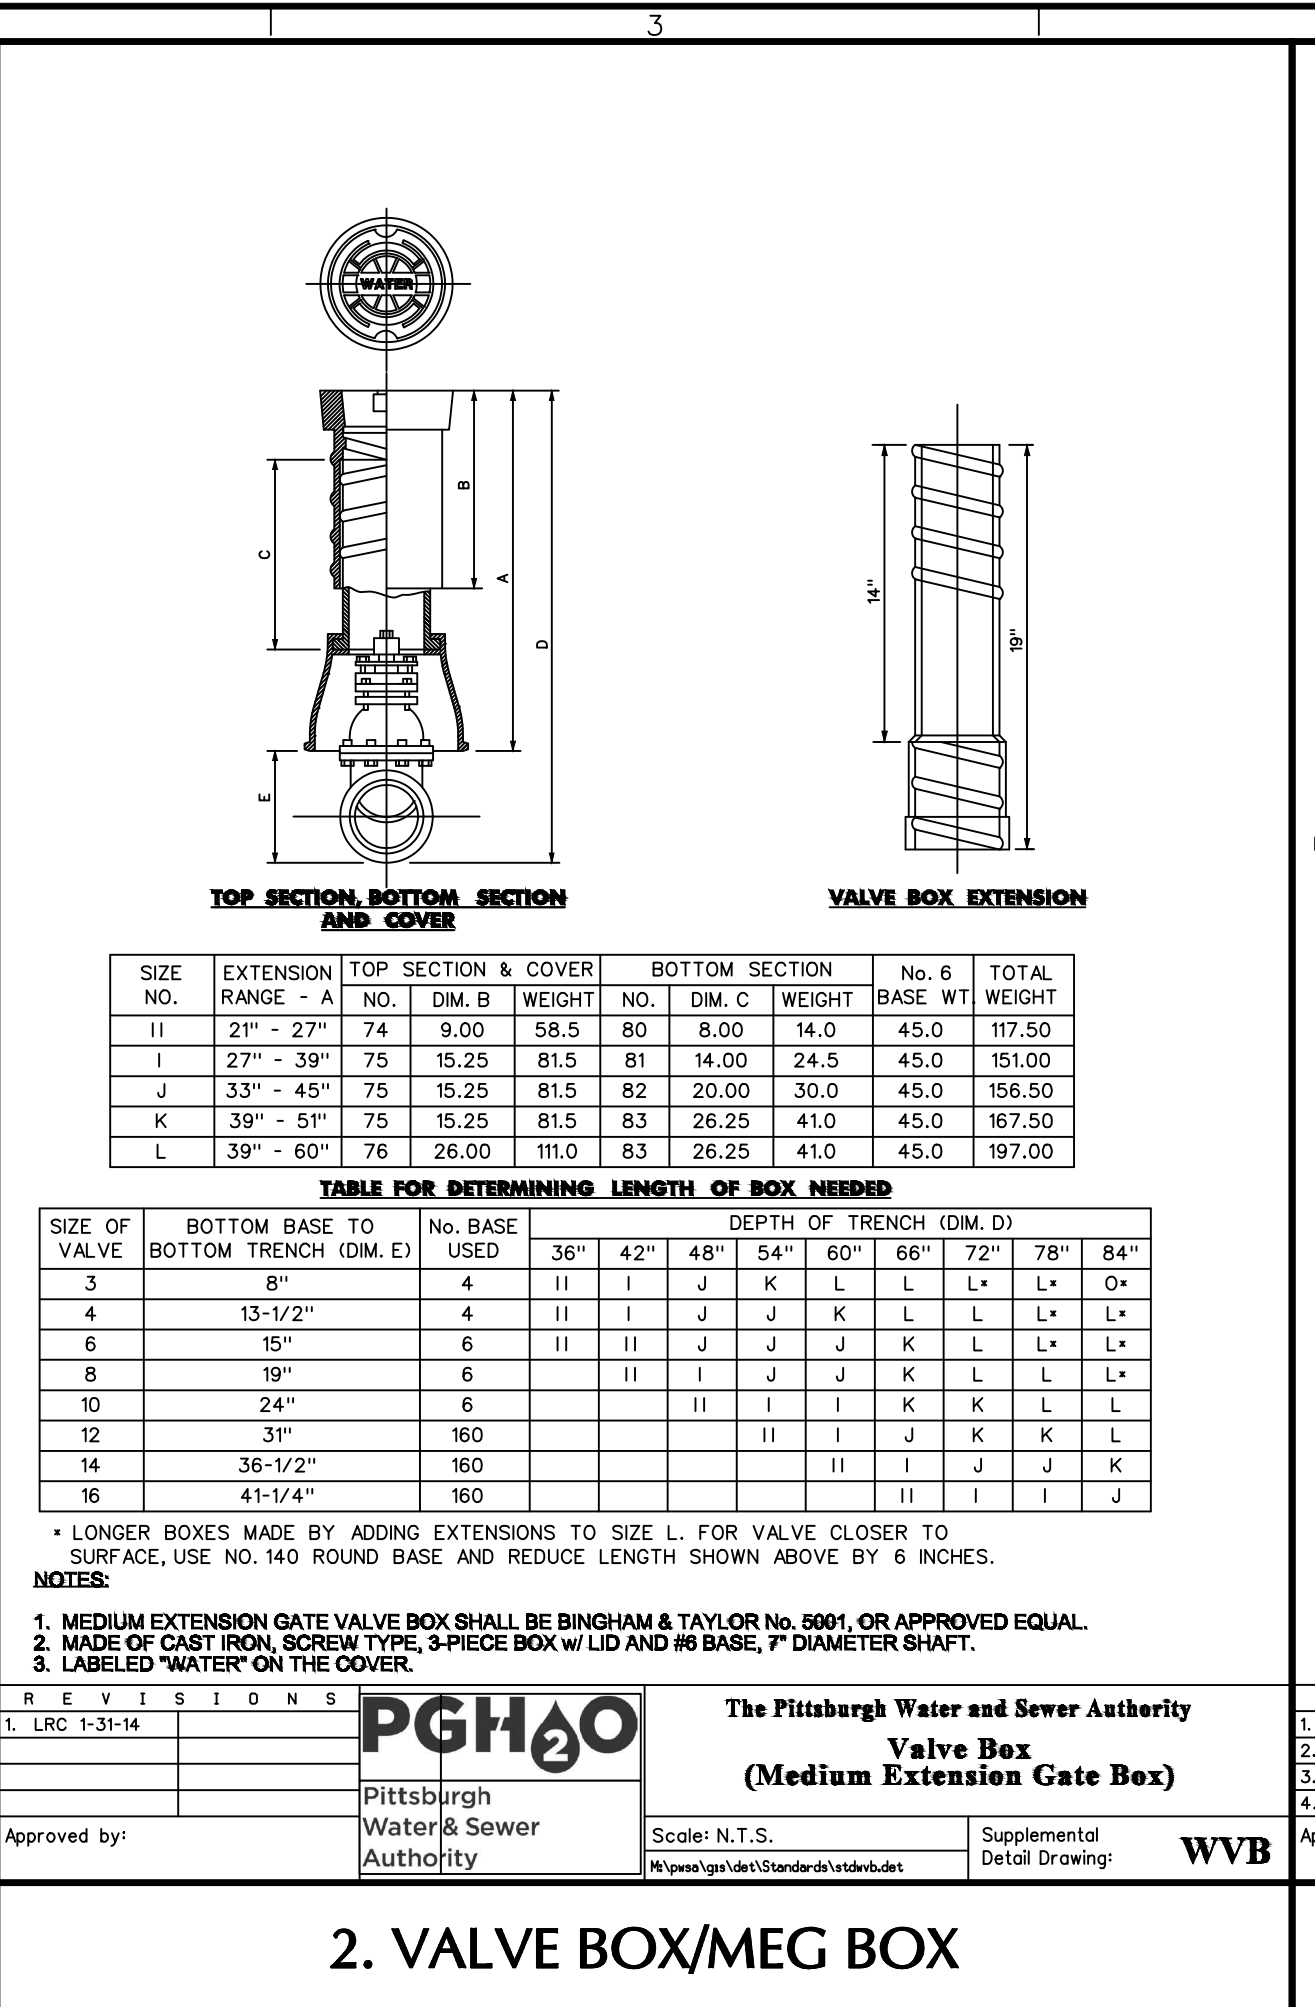 3
WATER
B
C
A
D
E
14"
19"
TOP SECTION, BOTTOM SECTION
AND COVER
VALVE BOX EXTENSION
SIZE NO. EXTENSION RANGE - A TOP SECTION & COVER BOTTOM SECTION No. 6 BASE WT. TOTAL WEIGHT
NO. DIM. B WEIGHT NO. DIM. C WEIGHT
II 21" - 27" 74 9.00 58.5 80 8.00 14.0 45.0 117.50
I 27" - 39" 75 15.25 81.5 81 14.00 24.5 45.0 151.00
J 33" - 45" 75 15.25 81.5 82 20.00 30.0 45.0 156.50
K 39" - 51" 75 15.25 81.5 83 26.25 41.0 45.0 167.50
L 39" - 60" 76 26.00 111.0 83 26.25 41.0 45.0 197.00
TABLE FOR DETERMINING LENGTH OF BOX NEEDED
SIZE OF VALVE BOTTOM BASE TO BOTTOM TRENCH (DIM. E) No. BASE USED DEPTH OF TRENCH (DIM. D)
36" 42" 48" 54" 60" 66" 72" 78" 84"
3 8" 4 II I J K L L L* L* O*
4 13-1/2" 4 II I J J K L L L* L*
6 15" 6 II II J J J K L L* L*
8 19" 6 II I J J K L L L*
10 24" 6 II I I K K L L
12 31" 160 II I J K K L
14 36-1/2" 160 II I J J K
16 41-1/4" 160 II I I J
* LONGER BOXES MADE BY ADDING EXTENSIONS TO SIZE L. FOR VALVE CLOSER TO
SURFACE, USE NO. 140 ROUND BASE AND REDUCE LENGTH SHOWN ABOVE BY 6 INCHES.
NOTES:
1. MEDIUM EXTENSION GATE VALVE BOX SHALL BE BINGHAM & TAYLOR No. 5001, OR APPROVED EQUAL.
2. MADE OF CAST IRON, SCREW TYPE, 3-PIECE BOX w/ LID AND #6 BASE, 7" DIAMETER SHAFT.
3. LABELED "WATER" ON THE COVER.
REVISIONS
1. LRC 1-31-14
Approved by:
PGH2O
Pittsburgh
Water & Sewer
Authority
The Pittsburgh Water and Sewer Authority
Valve Box
(Medium Extension Gate Box)
Scale: N.T.S.
M:\pwsa\gis\det\Standards\stdwvb.det
Supplemental
Detail Drawing:
WVB
1.
2.
3.
4.
2. VALVE BOX/MEG BOX